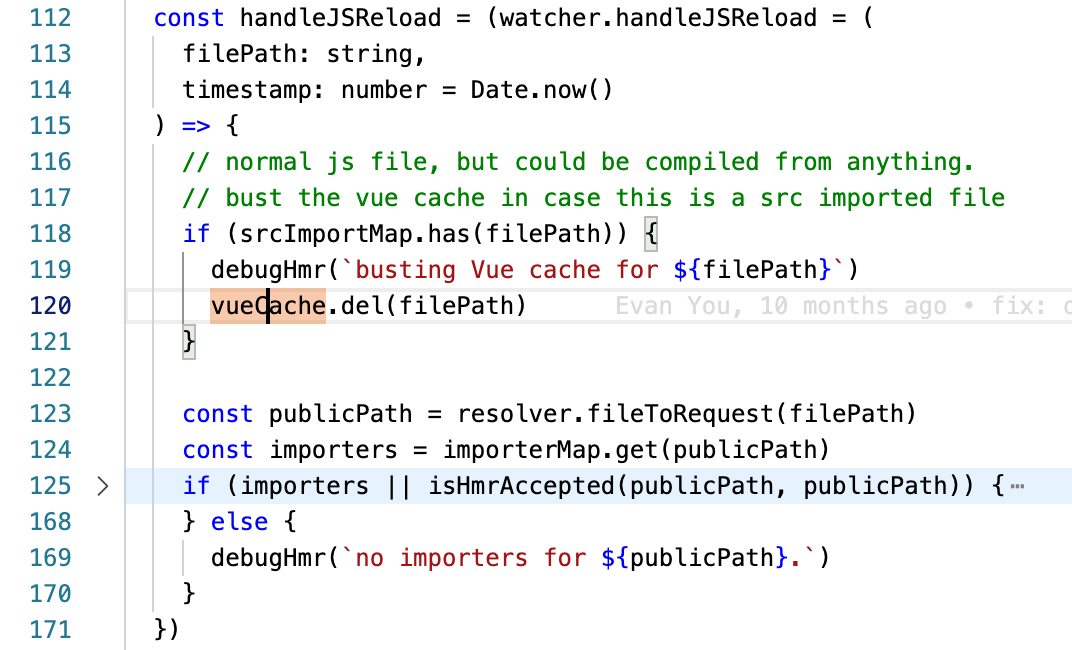 112 const handleJSReload = (watcher.handleJSReload = (
113 filePath: string,
114 timestamp: number = Date.now()
115 ) => {
116 // normal js file, but could be compiled from anything.
117 // bust the vue cache in case this is a src imported file
118 if (srcImportMap.has(filePath)) {
119 debugHmr(`busting Vue cache for ${filePath}`)
120 vueCache.del(filePath) Evan You, 10 months ago • fix:
121 }
122
123 const publicPath = resolver.fileToRequest(filePath)
124 const importers = importerMap.get(publicPath)
125 if (importers || isHmrAccepted(publicPath, publicPath)) {⋯
168 } else {
169 debugHmr(`no importers for ${publicPath}.`)
170 }
171 })